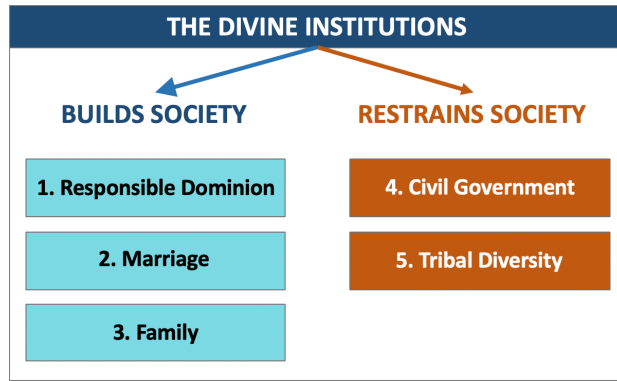 THE DIVINE INSTITUTIONS
BUILDS SOCIETY
1. Responsible Dominion
2. Marriage
3. Family
RESTRAINS SOCIETY
4. Civil Government
5. Tribal Diversity